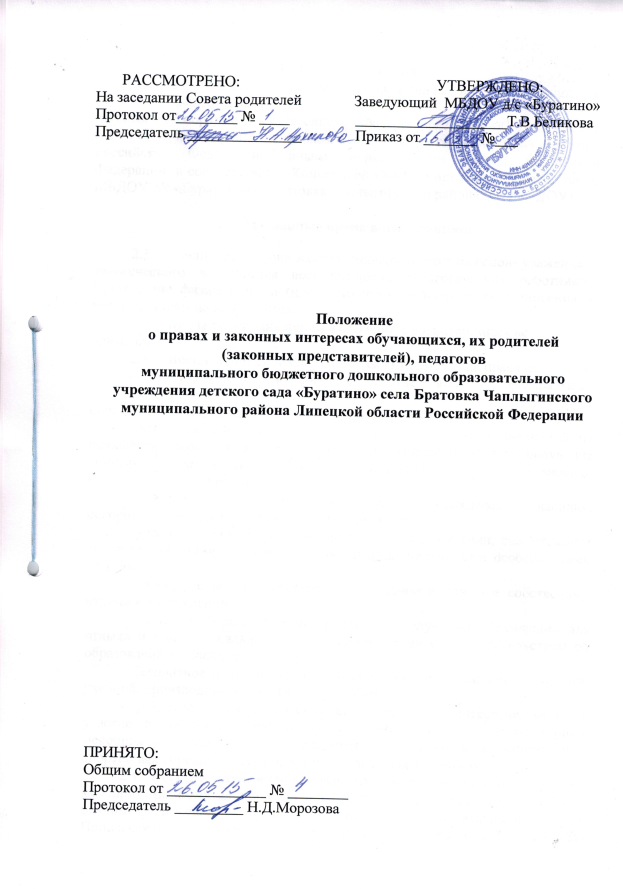 РАССМОТРЕНО:
На заседании Совета родителей
Протокол от 26.05.15 № 1
Председатель
УТВЕРЖДЕНО:
Заведующий МБДОУ д/с «Буратино»
Т.В.Беликова
Приказ от 26. №
Положение
о правах и законных интересах обучающихся, их родителей
(законных представителей), педагогов
муниципального бюджетного дошкольного образовательного
учреждения детского сада «Буратино» села Братовка Чаплыгинского
муниципального района Липецкой области Российской Федерации
ПРИНЯТО:
Общим собранием
Протокол от 26.05.15 № 4
Председатель Н.Д.Морозова